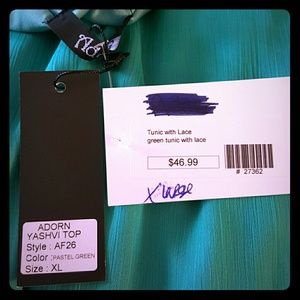 Tunic with Lace
green tunic with lace
$46.99
# 27362
X large
ADORN
YASHVI TOP
Style : AF26
Color :PASTEL GREEN
Size : XL